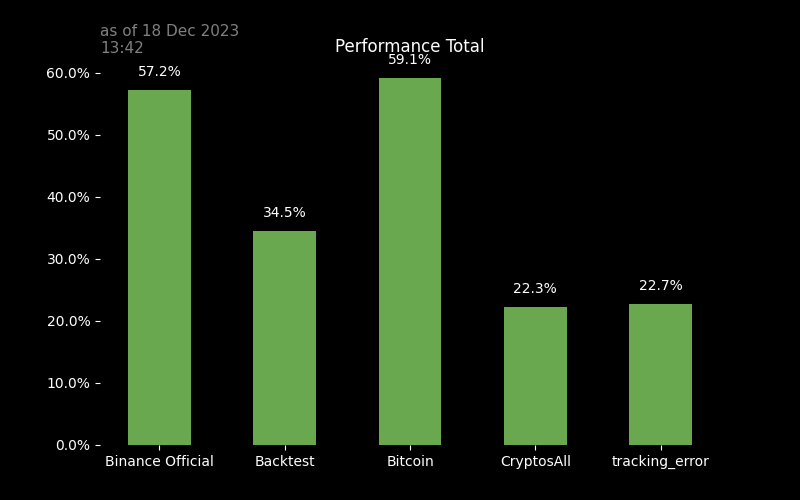 as of 18 Dec 2023
13:42
Performance Total
60.0%
50.0%
40.0%
30.0%
20.0%
10.0%
0.0%
57.2%
34.5%
59.1%
22.3%
22.7%
Binance Official
Backtest
Bitcoin
CryptosAll
tracking_error